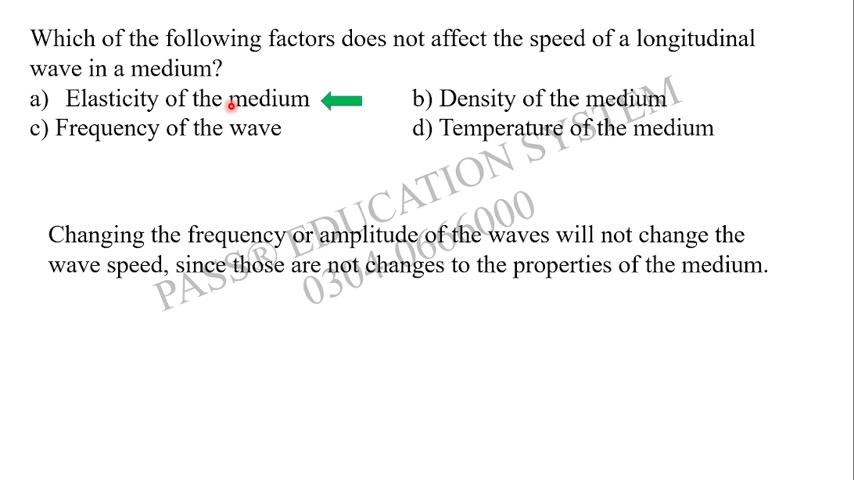 Which of the following factors does not affect the speed of a longitudinal
wave in a medium?
a) Elasticity of the medium b) Density of the medium
c) Frequency of the wave d) Temperature of the medium
Changing the frequency or amplitude of the waves will not change the
wave speed, since those are not changes to the properties of the medium.
PASS® EDUCATION SYSTEM
0304-0666000